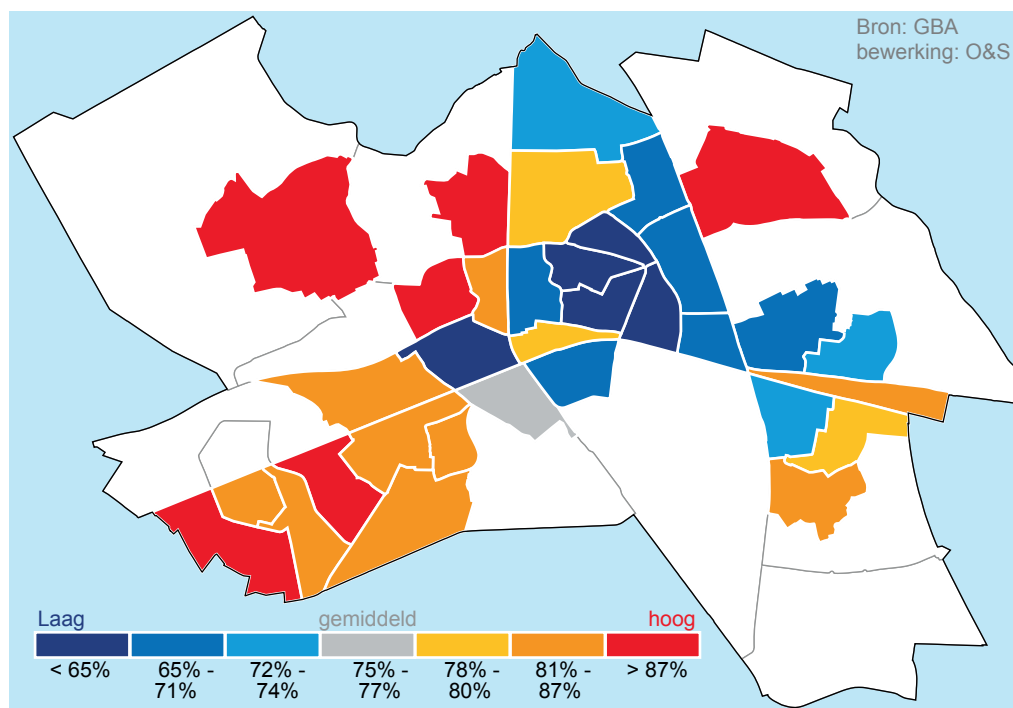 Bron: GBA
bewerking: O&S
Laag gemiddeld hoog
< 65% 65% - 72% - 75% - 78% - 81% - > 87%
71% 74% 77% 80% 87%